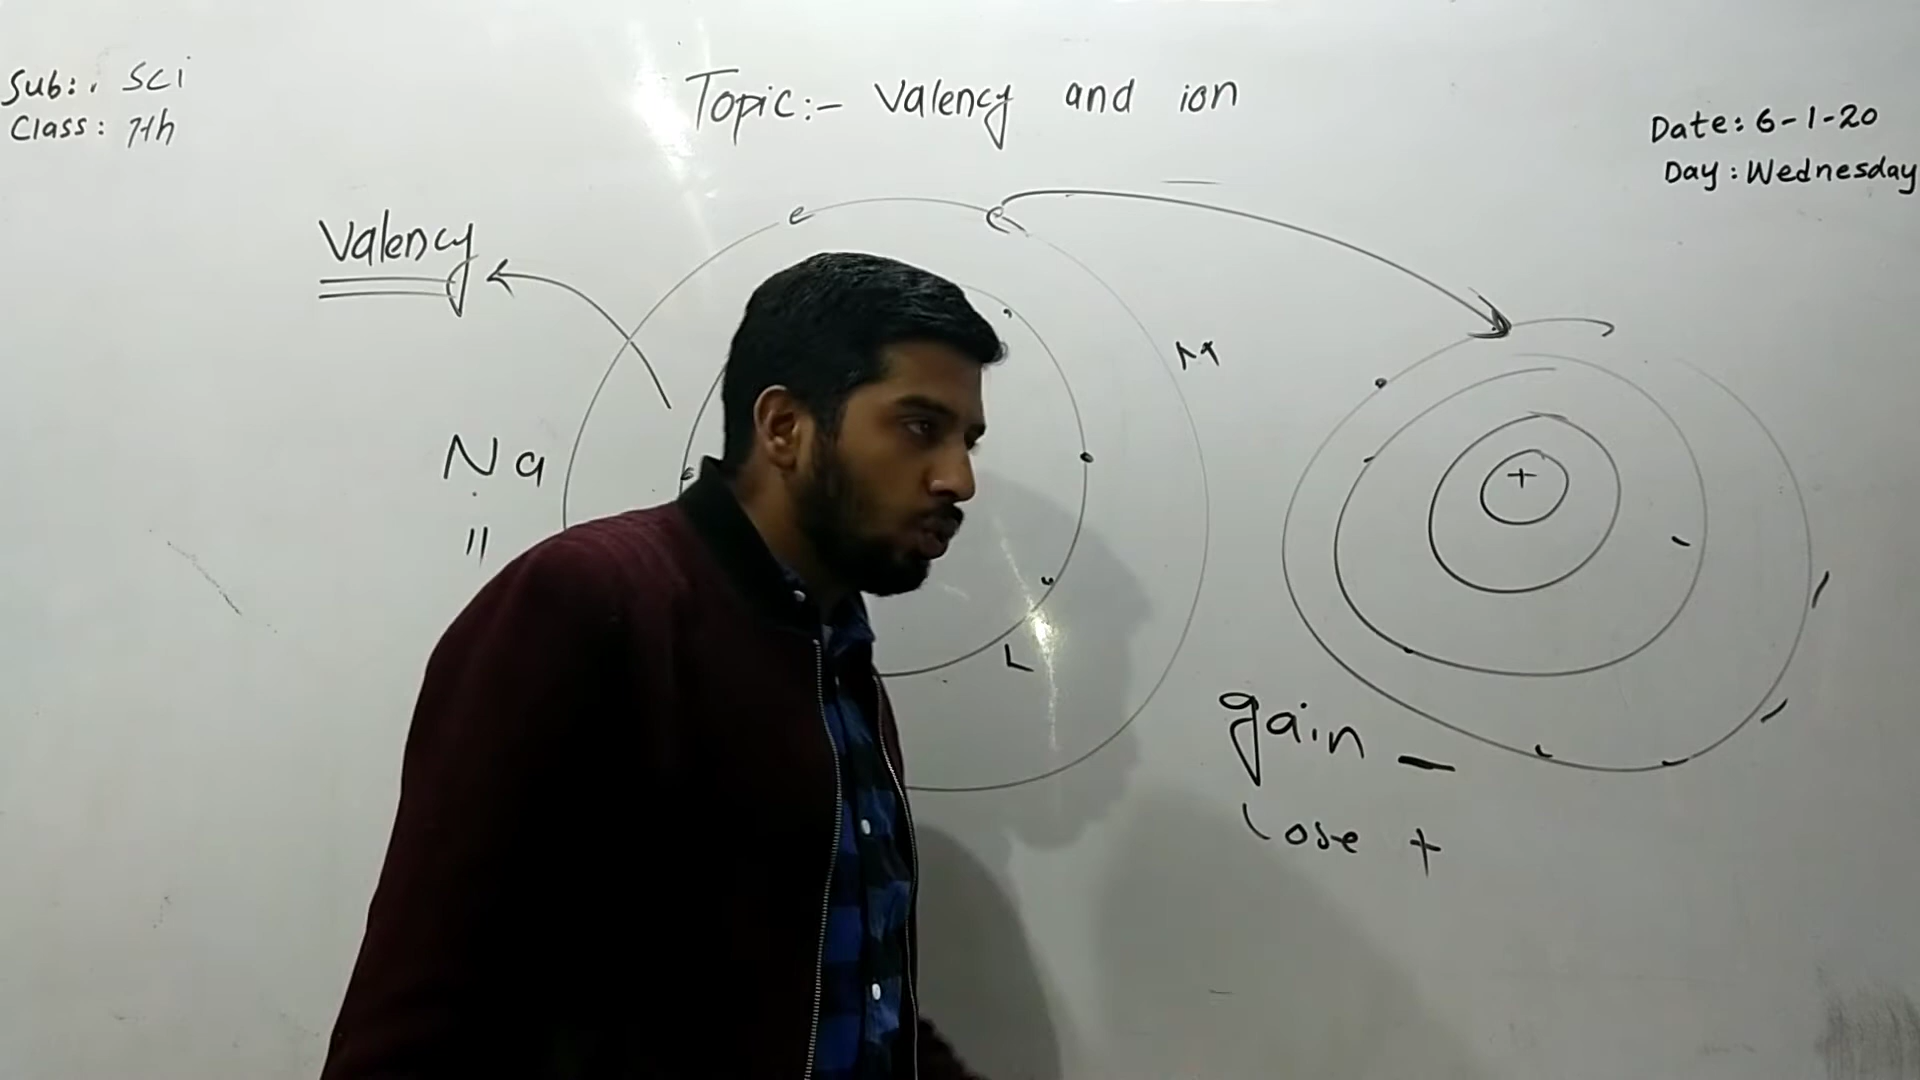 Sub: Sci
Class: 7th
Topic:- Valency and ion
Date: 6-1-20
Day: Wednesday
Valency
e
e
M
Na
11
+
L
gain -
lose +